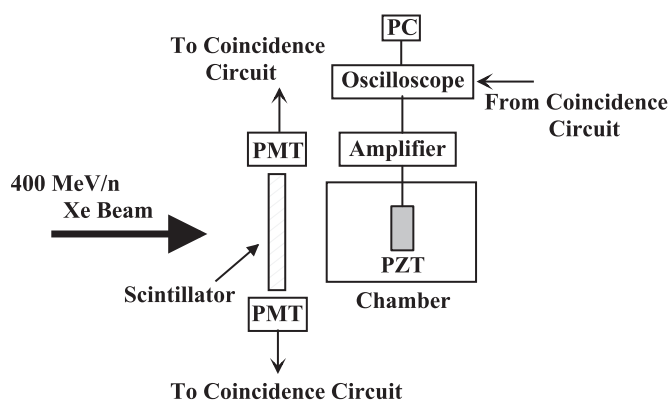 PC
To Coincidence
Circuit
Oscilloscope
From Coincidence
Circuit
PMT
Amplifier
400 MeV/n
Xe Beam
PZT
Scintillator
Chamber
PMT
To Coincidence Circuit